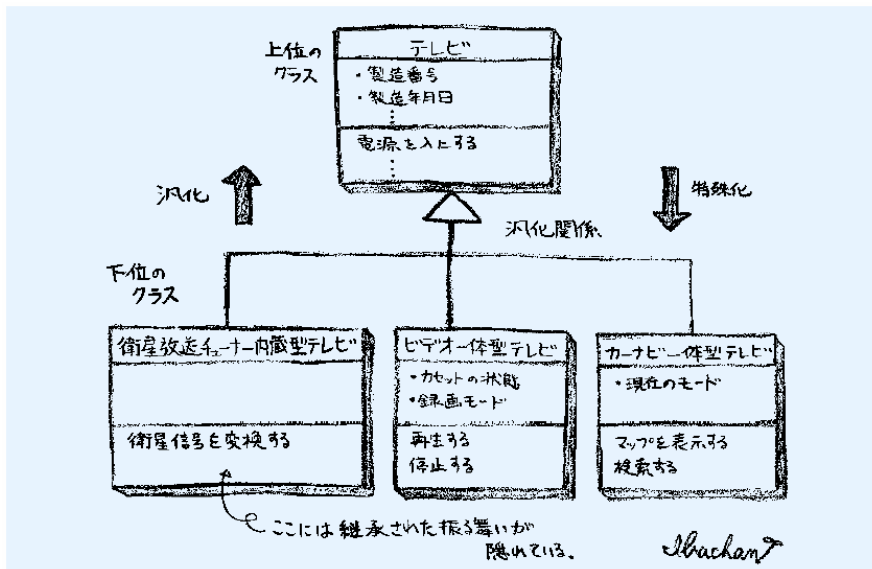 上位の
クラス
テレビ
・製造番号
・製造年月日
⋮
電源を入にする
⋮
汎化
特殊化
汎化関係
下位の
クラス
衛星放送チューナー内蔵型テレビ
衛星信号を変換する
ビデオ一体型テレビ
・カセットの状態
・録画モード
再生する
停止する
カーナビ一体型テレビ
・現在のモード
マップを表示する
検索する
ここには継承された振る舞いが
隠れている。
Ibachan